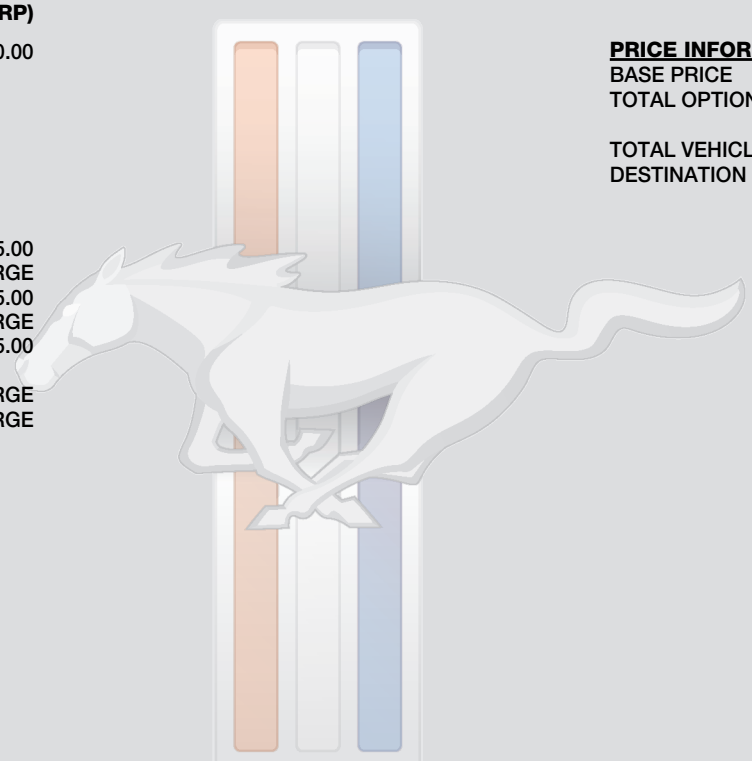 RP)
0.00
5.00
RGE
5.00
RGE
5.00
RGE
RGE
PRICE INFOR
BASE PRICE
TOTAL OPTION
TOTAL VEHICL
DESTINATION